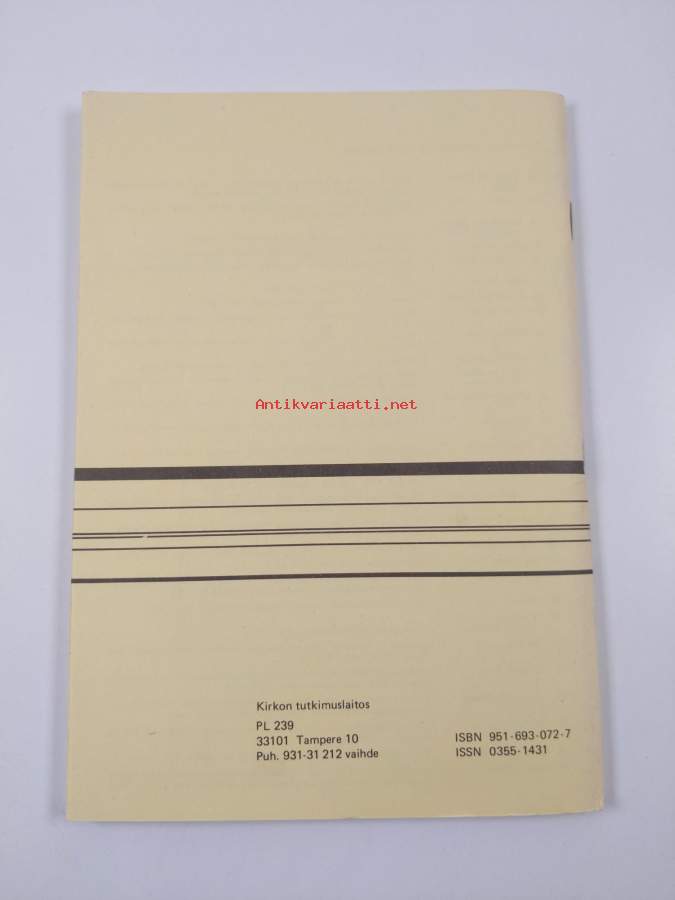 Antikvariaatti.net
Kirkon tutkimuslaitos
PL 239
33101 Tampere 10
Puh. 931-31 212 vaihde
ISBN 951-693-072-7
ISSN 0355-1431